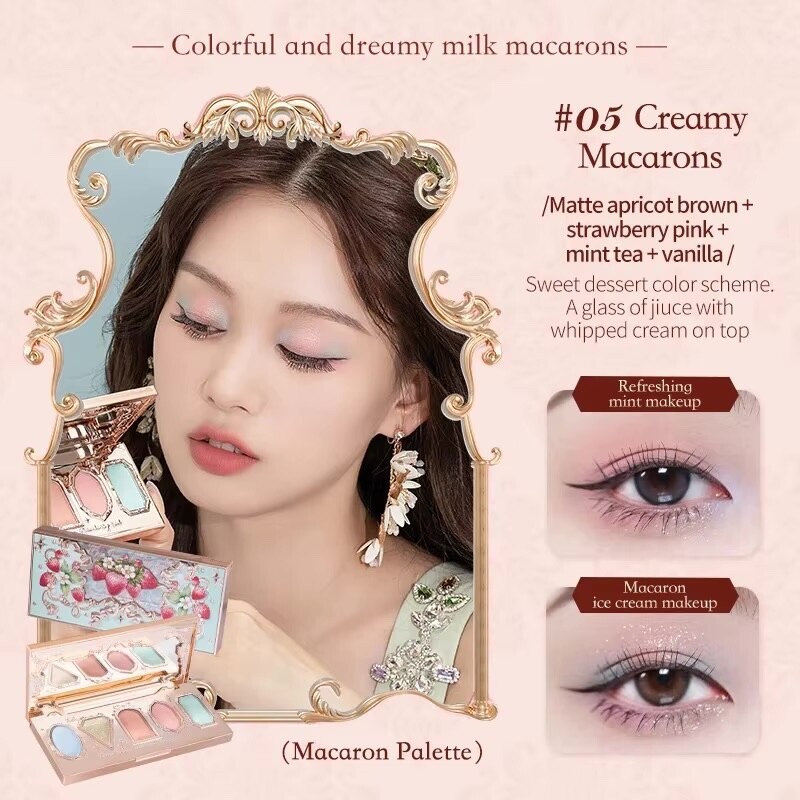 — Colorful and dreamy milk macarons —
#05 Creamy
Macarons
/Matte apricot brown +
strawberry pink +
mint tea + vanilla /
Sweet dessert color scheme.
A glass of jiuce with
whipped cream on top
Refreshing
mint makeup
Macaron
ice cream makeup
(Macaron Palette)